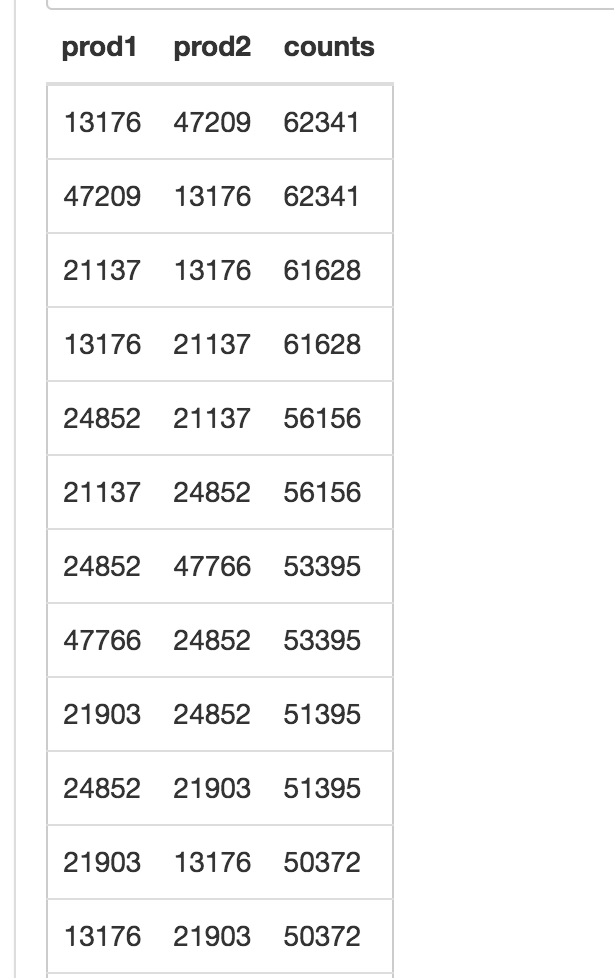 prod1 prod2 counts
13176 47209 62341
47209 13176 62341
21137 13176 61628
13176 21137 61628
24852 21137 56156
21137 24852 56156
24852 47766 53395
47766 24852 53395
21903 24852 51395
24852 21903 51395
21903 13176 50372
13176 21903 50372